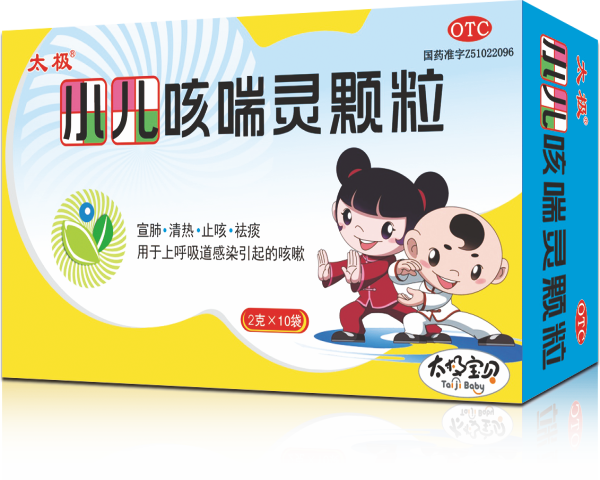 太极®
OTC
国药准字Z51022096
小儿咳喘灵颗粒
宣肺·清热·止咳·祛痰
用于上呼吸道感染引起的咳嗽
2克×10袋
太极宝贝
Taiji Baby
太极®
小儿咳喘灵颗粒
OTC